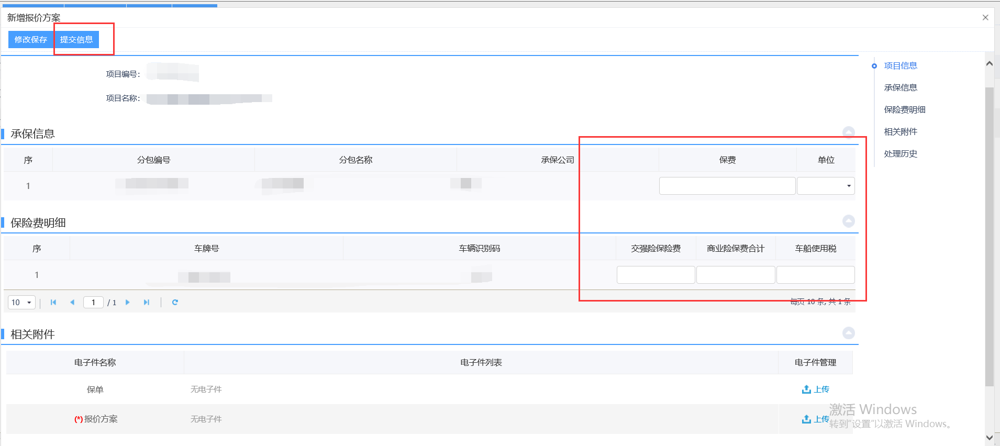 新增报价方案
修改保存 提交信息
项目编号：
项目名称：
项目信息
承保信息
保险费明细
相关附件
处理历史
承保信息
序 分包编号 分包名称 承保公司 保费 单位
1
保险费明细
序 车牌号 车辆识别码 交强险保险费 商业险保费合计 车船使用税
1
10 1 / 1 每页 10 条, 共 1 条
相关附件
电子件名称 电子件列表 电子件管理
保单 无电子件 上传
(*)报价方案 无电子件 上传
激活 Windows
转到"设置"以激活 Windows。